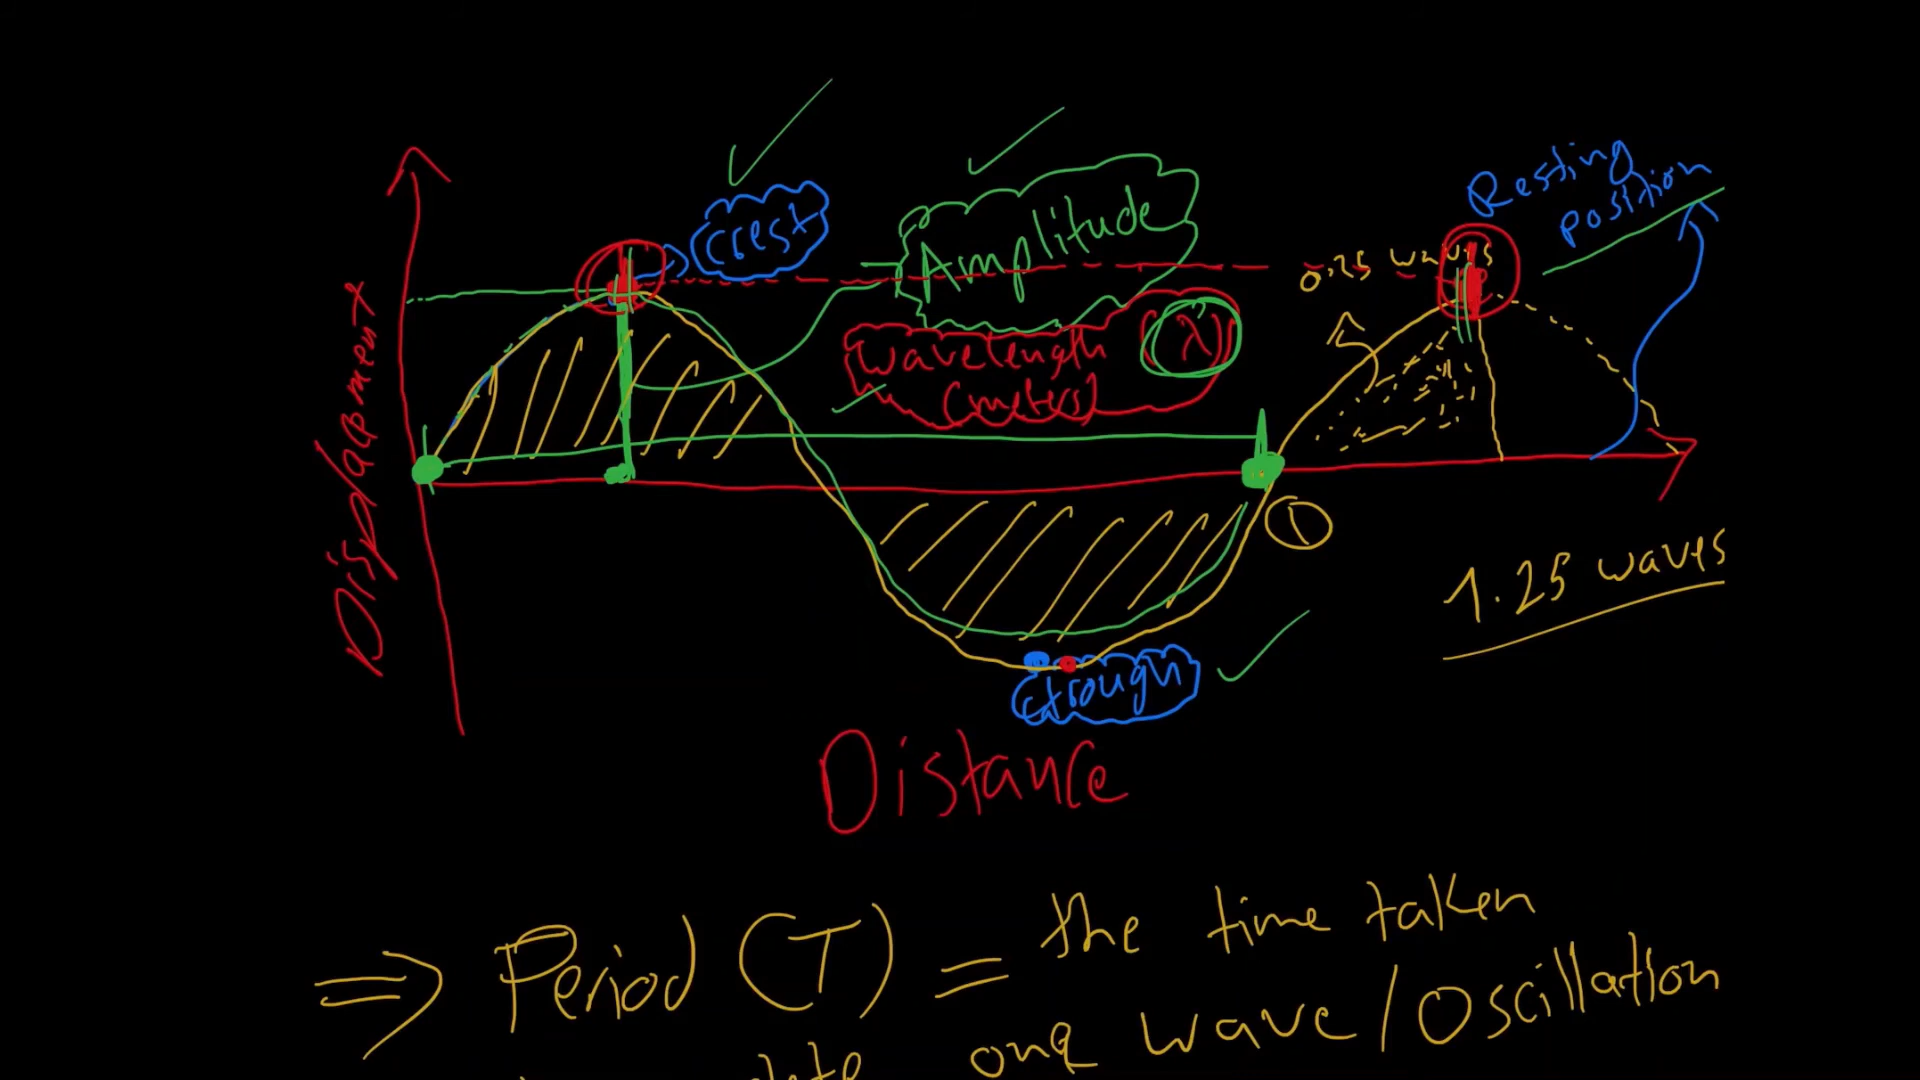 Resting
position
Crest
Amplitude
0.25 waves
Wavelength (λ)
(meters)
Displacement
1
1.25 waves
trough
Distance
⇒ Period (T) = the time taken
one wave/Oscillation